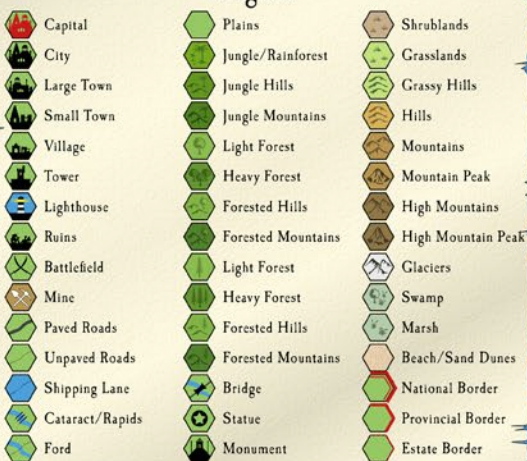 Capital
City
Large Town
Small Town
Village
Tower
Lighthouse
Ruins
Battlefield
Mine
Paved Roads
Unpaved Roads
Shipping Lane
Cataract/Rapids
Ford
Plains
Jungle/Rainforest
Jungle Hills
Jungle Mountains
Light Forest
Heavy Forest
Forested Hills
Forested Mountains
Light Forest
Heavy Forest
Forested Hills
Forested Mountains
Bridge
Statue
Monument
Shrublands
Grasslands
Grassy Hills
Hills
Mountains
Mountain Peak
High Mountains
High Mountain Peak
Glaciers
Swamp
Marsh
Beach/Sand Dunes
National Border
Provincial Border
Estate Border